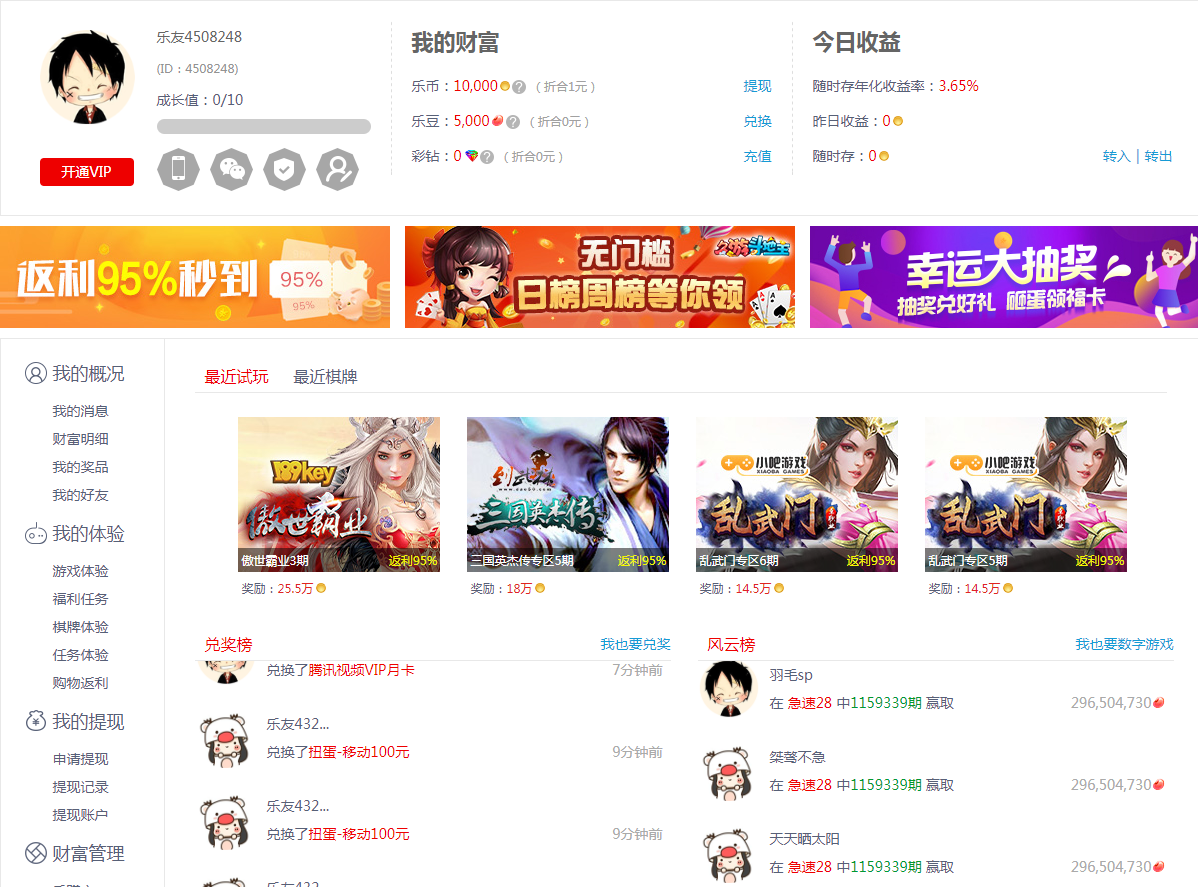 乐友4508248
(ID：4508248)
成长值：0/10
开通VIP
我的财富
乐币：10,000 ?（折合1元）
提现
乐豆：5,000 ?（折合0元）
兑换
彩钻：0 ?（折合0元）
充值
今日收益
随时存年化收益率：3.65%
昨日收益：0
随时存：0
转入 | 转出
返利95%秒到
95%
95%
无门槛
日榜周榜等你领
幸运大抽奖
抽奖兑好礼 砸蛋领福卡
我的概况
我的消息
财富明细
我的奖品
我的好友
我的体验
游戏体验
福利任务
棋牌体验
任务体验
购物返利
我的提现
申请提现
提现记录
提现账户
财富管理
最近试玩
最近棋牌
199key
傲世霸业
傲世霸业3期
返利95%
奖励：25.5万
三国英杰传
三国英杰传专区5期
返利95%
奖励：18万
小吧游戏
XIAOBA GAMES
乱武门
乱武门专区6期
返利95%
奖励：14.5万
小吧游戏
XIAOBA GAMES
乱武门
乱武门专区5期
返利95%
奖励：14.5万
兑奖榜
我也要兑奖
兑换了腾讯视频VIP月卡
7分钟前
乐友432...
兑换了扭蛋-移动100元
9分钟前
乐友432...
兑换了扭蛋-移动100元
9分钟前
乐友432...
风云榜
我也要数字游戏
羽毛sp
在 急速28 中1159339期 赢取
296,504,730
桀骜不急
在 急速28 中1159339期 赢取
296,504,730
天天晒太阳
在 急速28 中1159339期 赢取
296,504,730